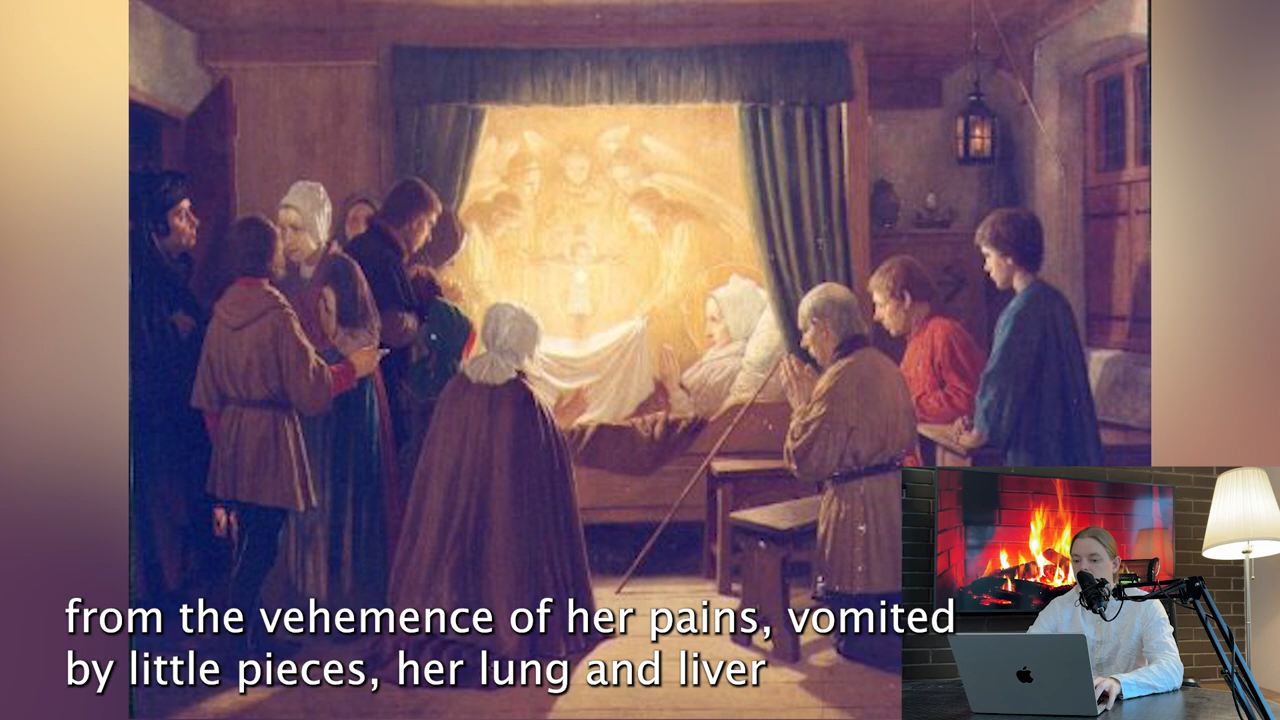 from the vehemence of her pains, vomited
by little pieces, her lung and liver